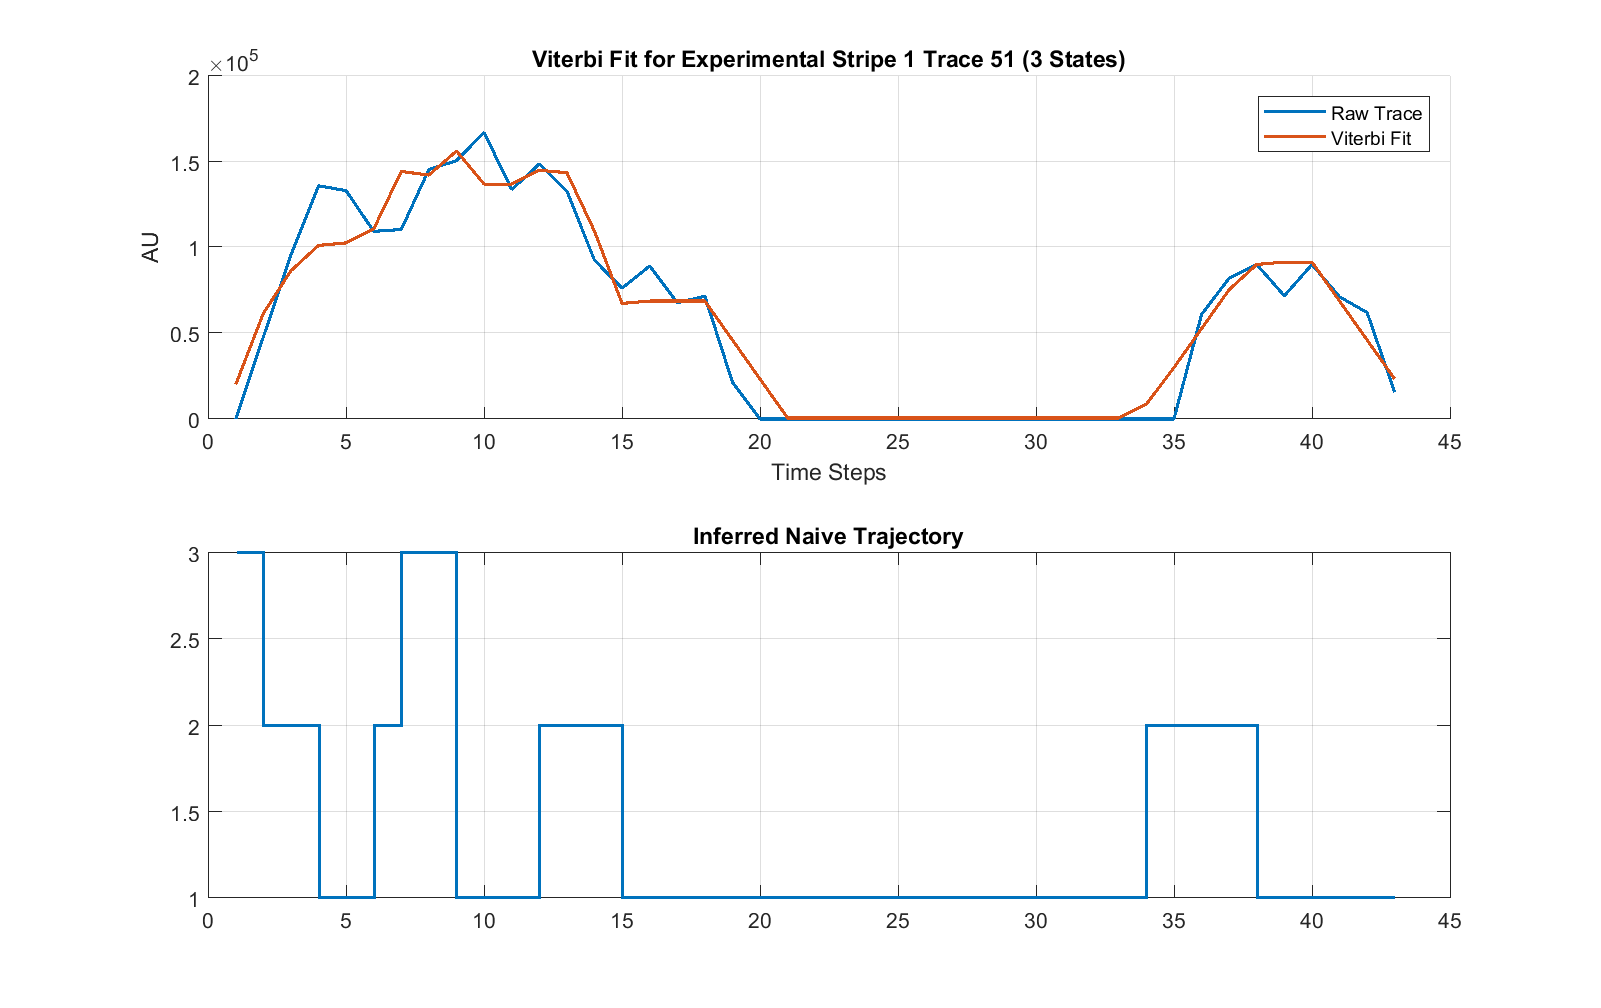 Viterbi Fit for Experimental Stripe 1 Trace 51 (3 States)
×10⁵
2
1.5
1
0.5
0
AU
Raw Trace
Viterbi Fit
0 5 10 15 20 25 30 35 40 45
Time Steps
Inferred Naive Trajectory
3
2.5
2
1.5
1
0 5 10 15 20 25 30 35 40 45